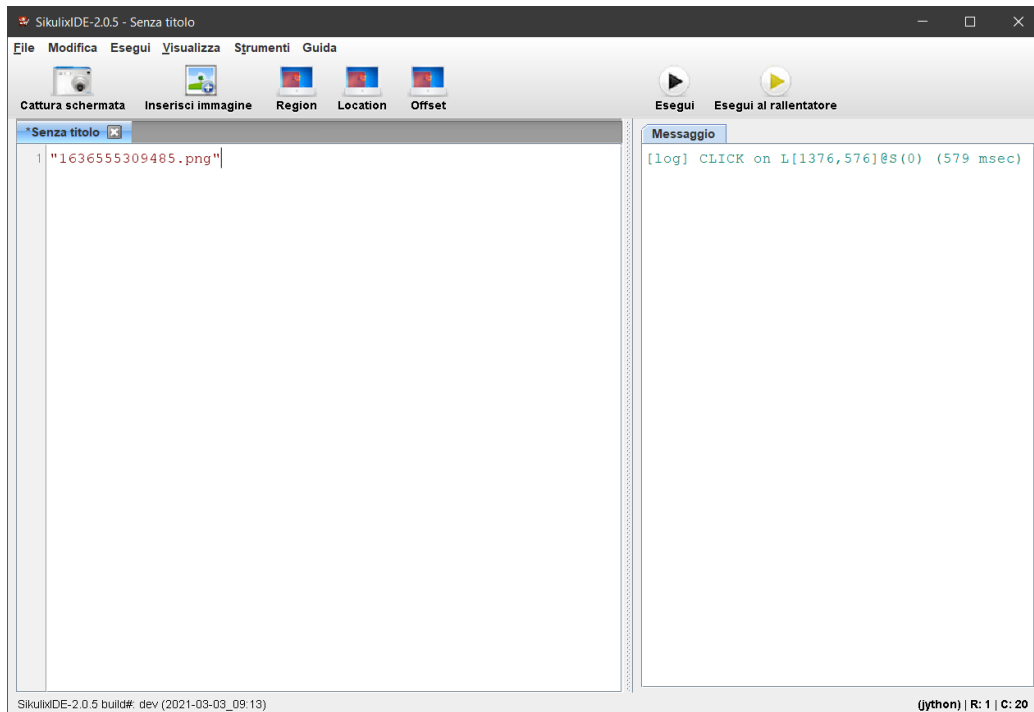 SikulixIDE-2.0.5 - Senza titolo
File Modifica Esegui Visualizza Strumenti Guida
Cattura schermata Inserisci immagine Region Location Offset Esegui Esegui al rallentatore
*Senza titolo Messaggio
1 "1636555309485.png" [log] CLICK on L[1376,576]@S(0) (579 msec)
SikulixIDE-2.0.5 build#: dev (2021-03-03_09:13) (jython) | R: 1 | C: 20